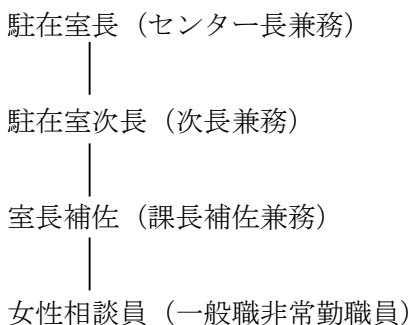 駐在室長（センター長兼務）
駐在室次長（次長兼務）
室長補佐（課長補佐兼務）
女性相談員（一般職非常勤職員）